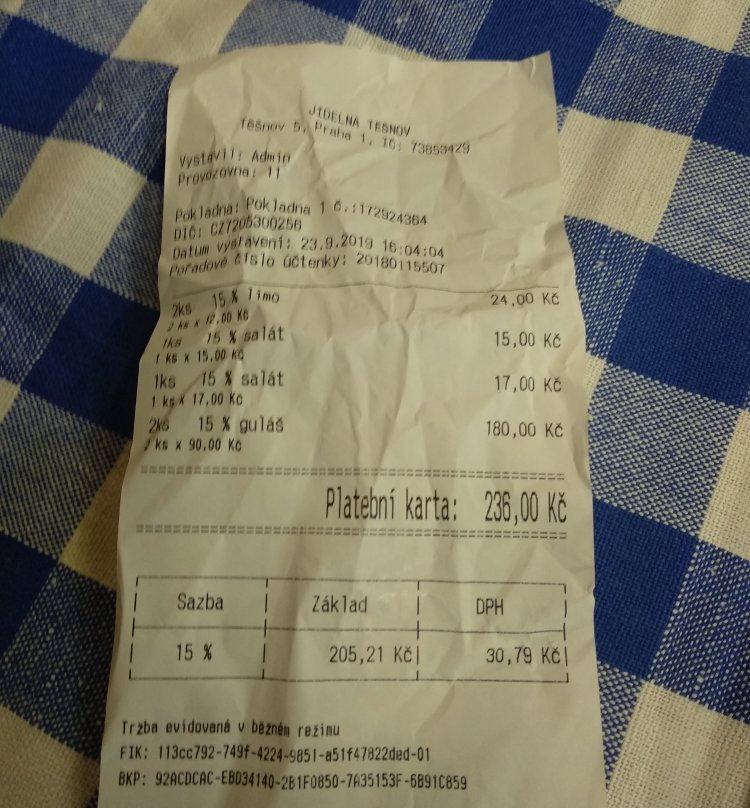 JÍDELNA TĚŠNOV
Těšnov 5, Praha 1, IČ: 73853429
Vystavil: Admin
Provozovna: 11
Pokladna: Pokladna 1 č.:172924364
DIČ: CZ7205300256
Datum vystavení: 23.9.2019 16:04:04
Pořadové číslo účtenky: 20180115507
2ks 15 % limo 24,00 Kč
2 ks x 12,00 Kč
1ks 15 % salát 15,00 Kč
1 ks x 15,00 Kč
1ks 15 % salát 17,00 Kč
1 ks x 17,00 Kč
2ks 15 % guláš 180,00 Kč
2 ks x 90,00 Kč
Platební karta: 236,00 Kč
Sazba Základ DPH
15 % 205,21 Kč 30,79 Kč
Tržba evidovaná v běžném režimu
FIK: 113cc792-749f-4224-9851-a51f47822ded-01
BKP: 92ACDCAC-EBD34140-2B1F0850-7A35153F-6B91C859